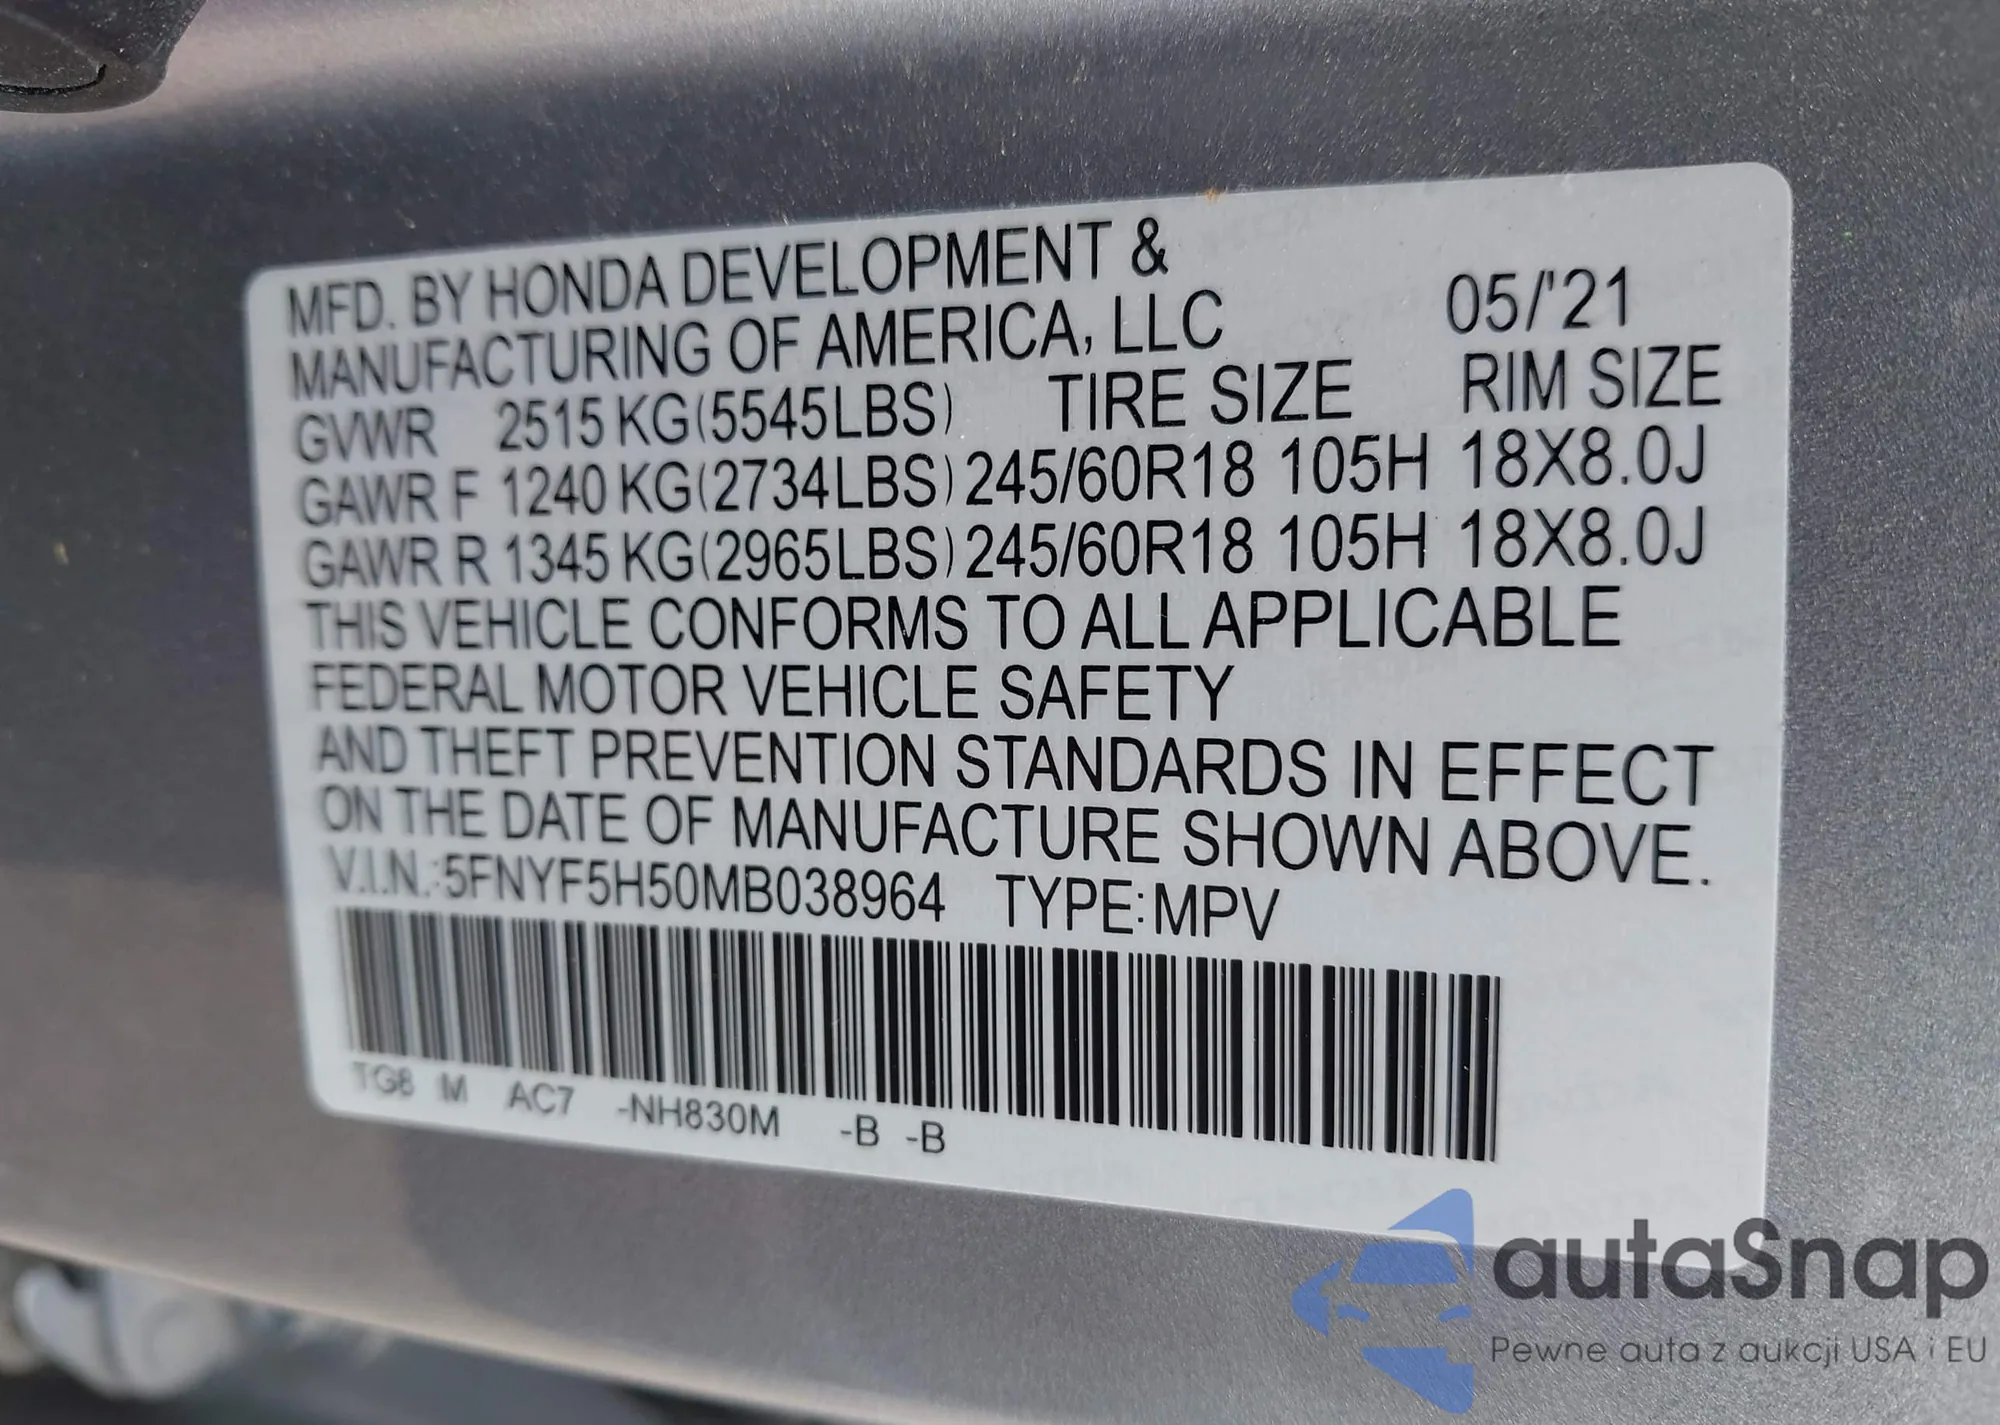 MFD. BY HONDA DEVELOPMENT &
MANUFACTURING OF AMERICA, LLC 05/'21
GVWR 2515 KG(5545LBS) TIRE SIZE RIM SIZE
GAWR F 1240 KG(2734LBS) 245/60R18 105H 18X8.0J
GAWR R 1345 KG(2965LBS) 245/60R18 105H 18X8.0J
THIS VEHICLE CONFORMS TO ALL APPLICABLE
FEDERAL MOTOR VEHICLE SAFETY
AND THEFT PREVENTION STANDARDS IN EFFECT
ON THE DATE OF MANUFACTURE SHOWN ABOVE.
V.I.N.:5FNYF5H50MB038964 TYPE:MPV
TG8 M AC7 -NH830M -B -B
autaSnap
Pewne auta z aukcji USA i EU